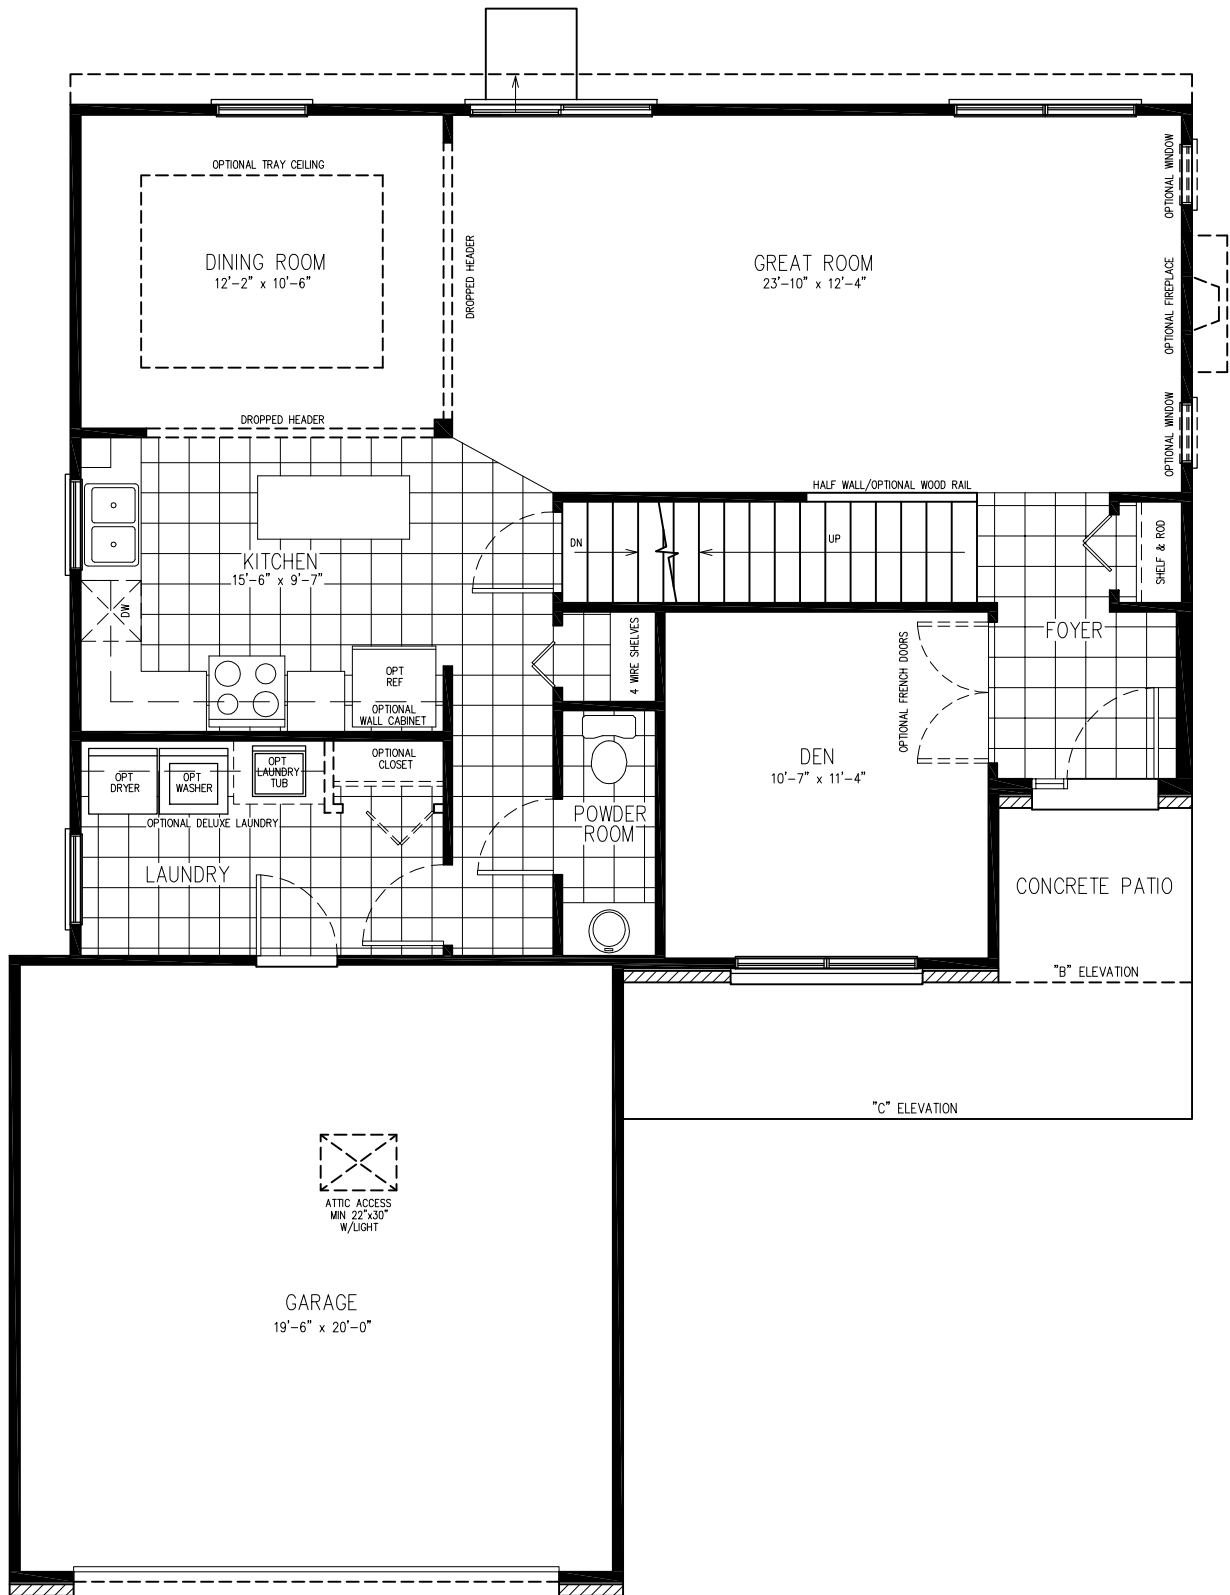 OPTIONAL TRAY CEILING
DINING ROOM
12'-2" x 10'-6"
DROPPED HEADER
GREAT ROOM
23'-10" x 12'-4"
OPTIONAL WINDOW
OPTIONAL FIREPLACE
OPTIONAL WINDOW
DROPPED HEADER
HALF WALL/OPTIONAL WOOD RAIL
KITCHEN
15'-6" x 9'-7"
DN
UP
SHELF & ROD
DW
4 WIRE SHELVES
FOYER
OPT
REF
OPTIONAL
WALL CABINET
OPTIONAL FRENCH DOORS
DEN
10'-7" x 11'-4"
OPT
DRYER
OPT
WASHER
OPT
LAUNDRY
TUB
OPTIONAL
CLOSET
OPTIONAL DELUXE LAUNDRY
POWDER
ROOM
LAUNDRY
CONCRETE PATIO
"B" ELEVATION
"C" ELEVATION
ATTIC ACCESS
MIN 22"x30"
W/LIGHT
GARAGE
19'-6" x 20'-0"